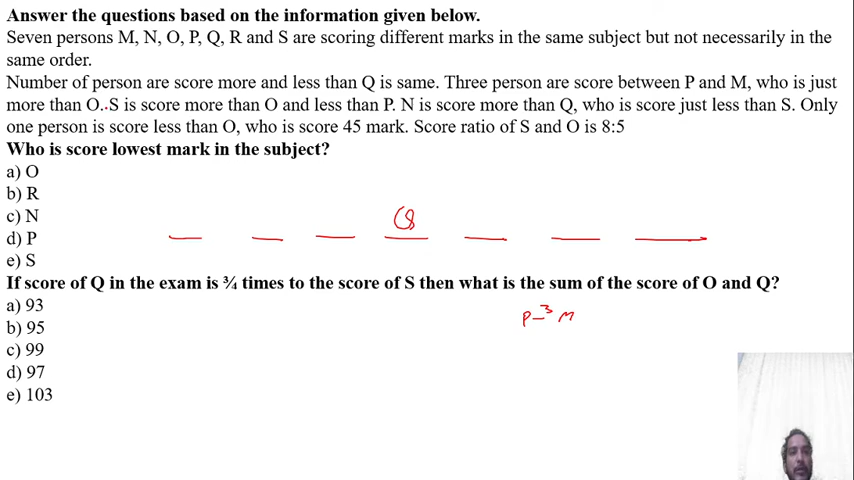 Answer the questions based on the information given below.
Seven persons M, N, O, P, Q, R and S are scoring different marks in the same subject but not necessarily in the
same order.
Number of person are score more and less than Q is same. Three person are score between P and M, who is just
more than O..S is score more than O and less than P. N is score more than Q, who is score just less than S. Only
one person is score less than O, who is score 45 mark. Score ratio of S and O is 8:5
Who is score lowest mark in the subject?
a) O
b) R
c) N
d) P
e) S
Q
If score of Q in the exam is ¾ times to the score of S then what is the sum of the score of O and Q?
a) 93
b) 95
c) 99
d) 97
e) 103
P-3 M